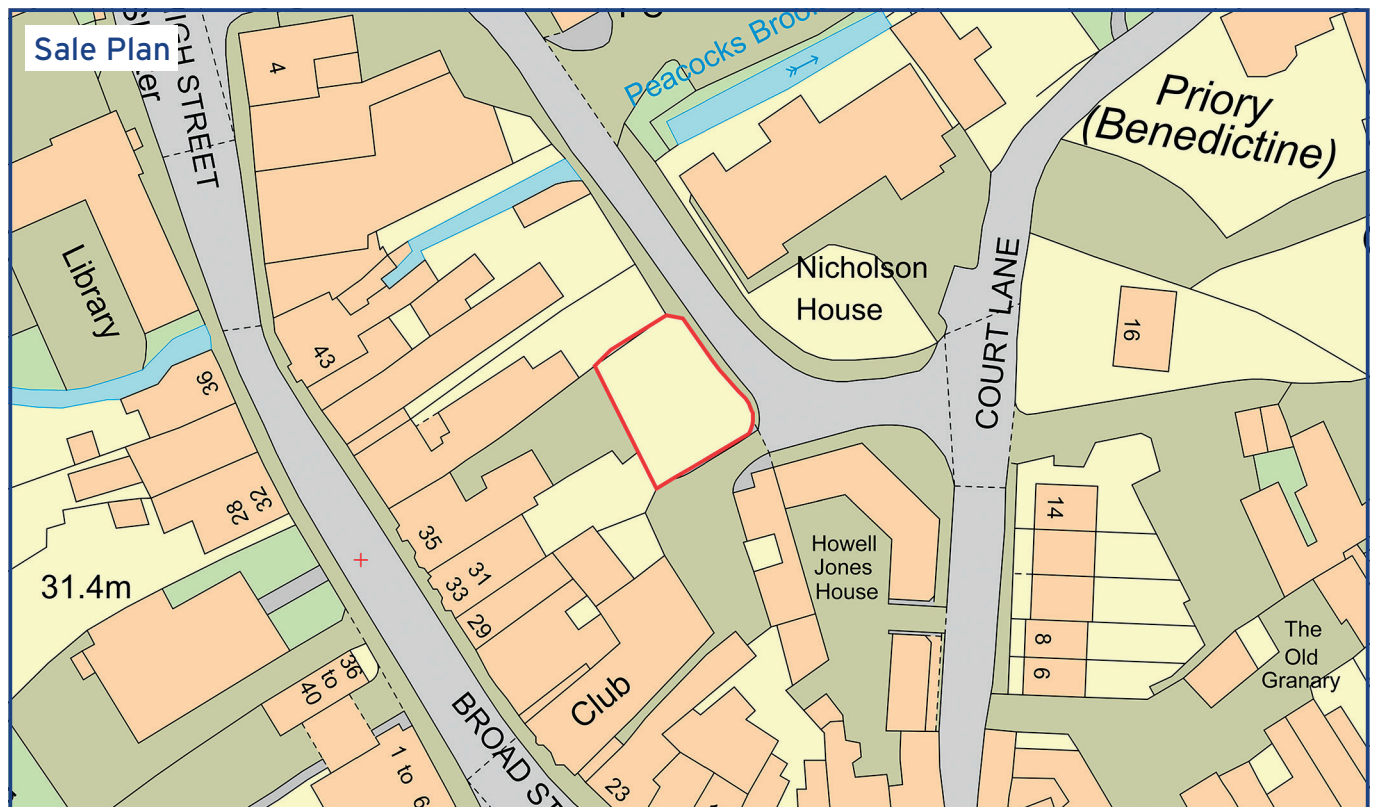 Sale Plan
HIGH STREET
4
Peacocks Brook
Priory
(Benedictine)
Library
Nicholson
House
COURT LANE
16
43
36
32
28
35
31
33
29
14
Howell
Jones
House
31.4m
8
6
The
Old
Granary
36
to
40
Club
BROAD ST
1 to 6
23